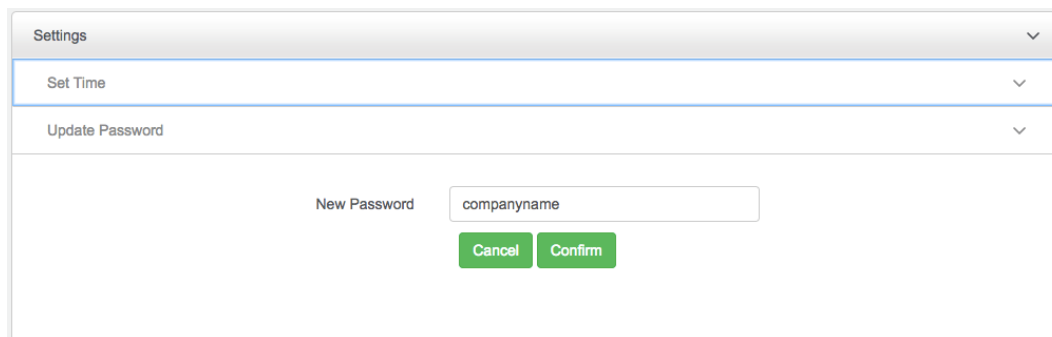 Settings
Set Time
Update Password
New Password companyname
Cancel Confirm